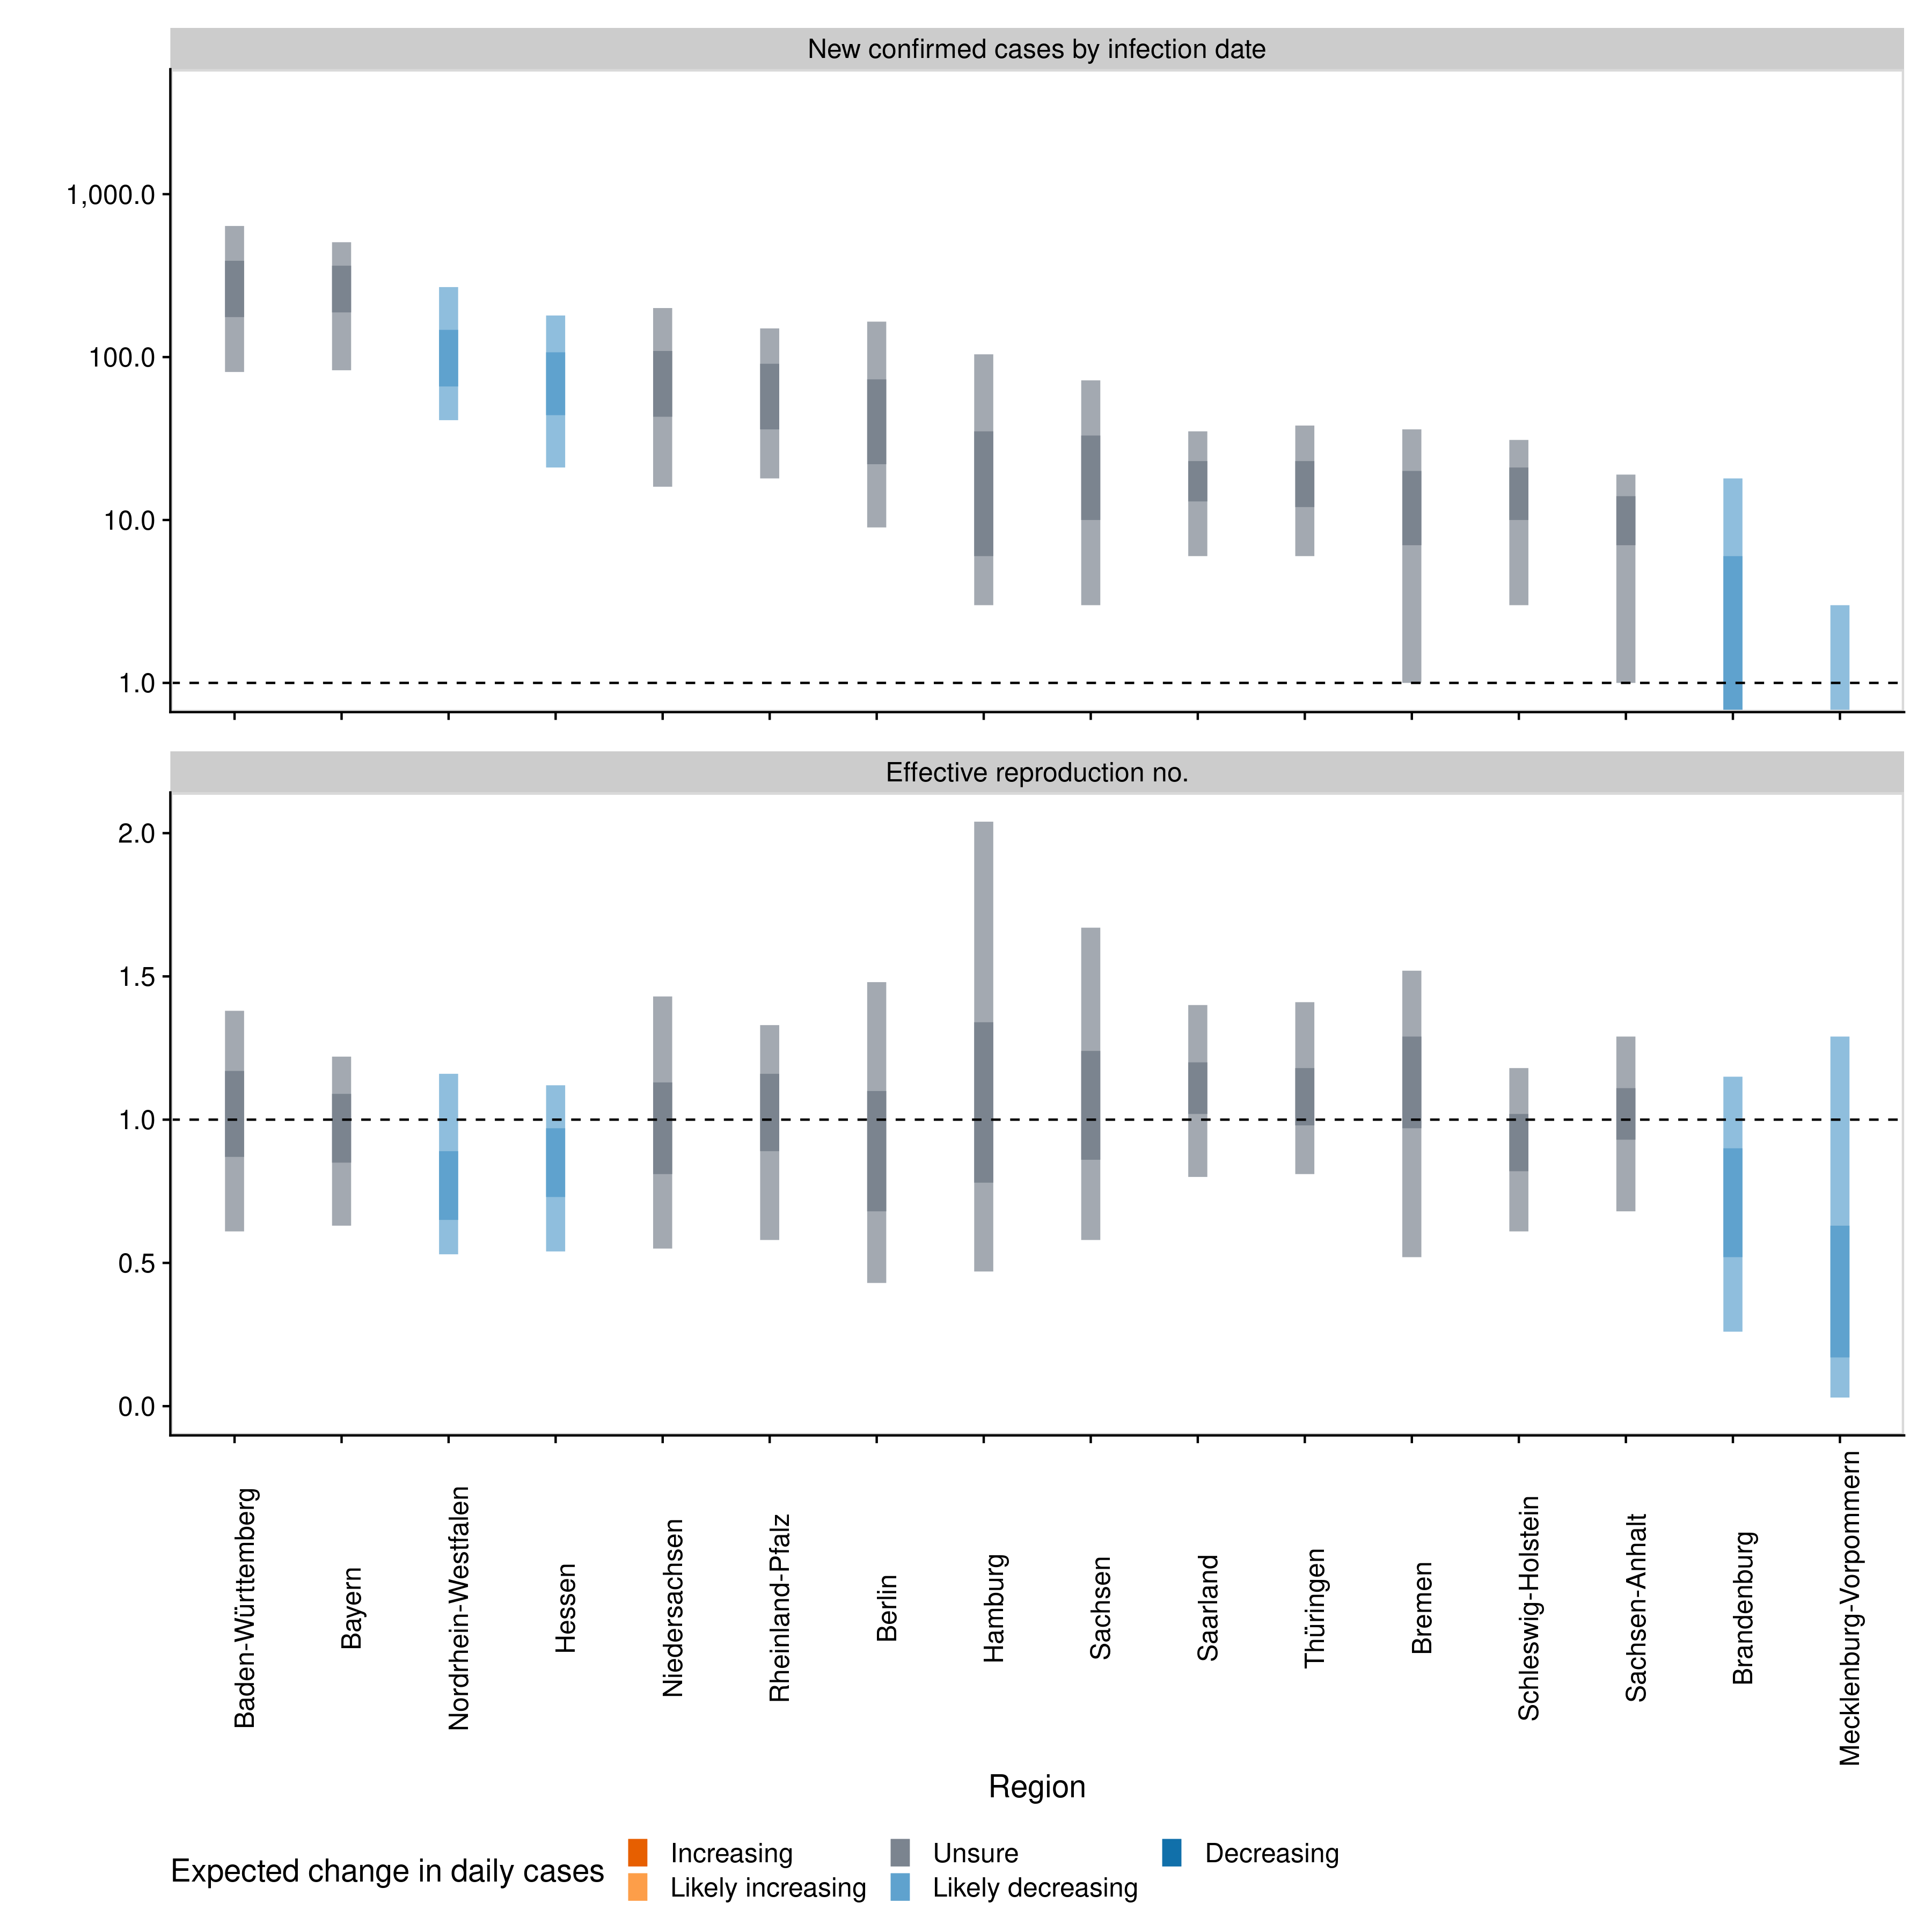 New confirmed cases by infection date
1,000.0
100.0
10.0
1.0
Effective reproduction no.
2.0
1.5
1.0
0.5
0.0
Baden-Württemberg
Bayern
Nordrhein-Westfalen
Hessen
Niedersachsen
Rheinland-Pfalz
Berlin
Hamburg
Sachsen
Saarland
Thüringen
Bremen
Schleswig-Holstein
Sachsen-Anhalt
Brandenburg
Mecklenburg-Vorpommern
Region
Expected change in daily cases
Increasing
Likely increasing
Unsure
Likely decreasing
Decreasing